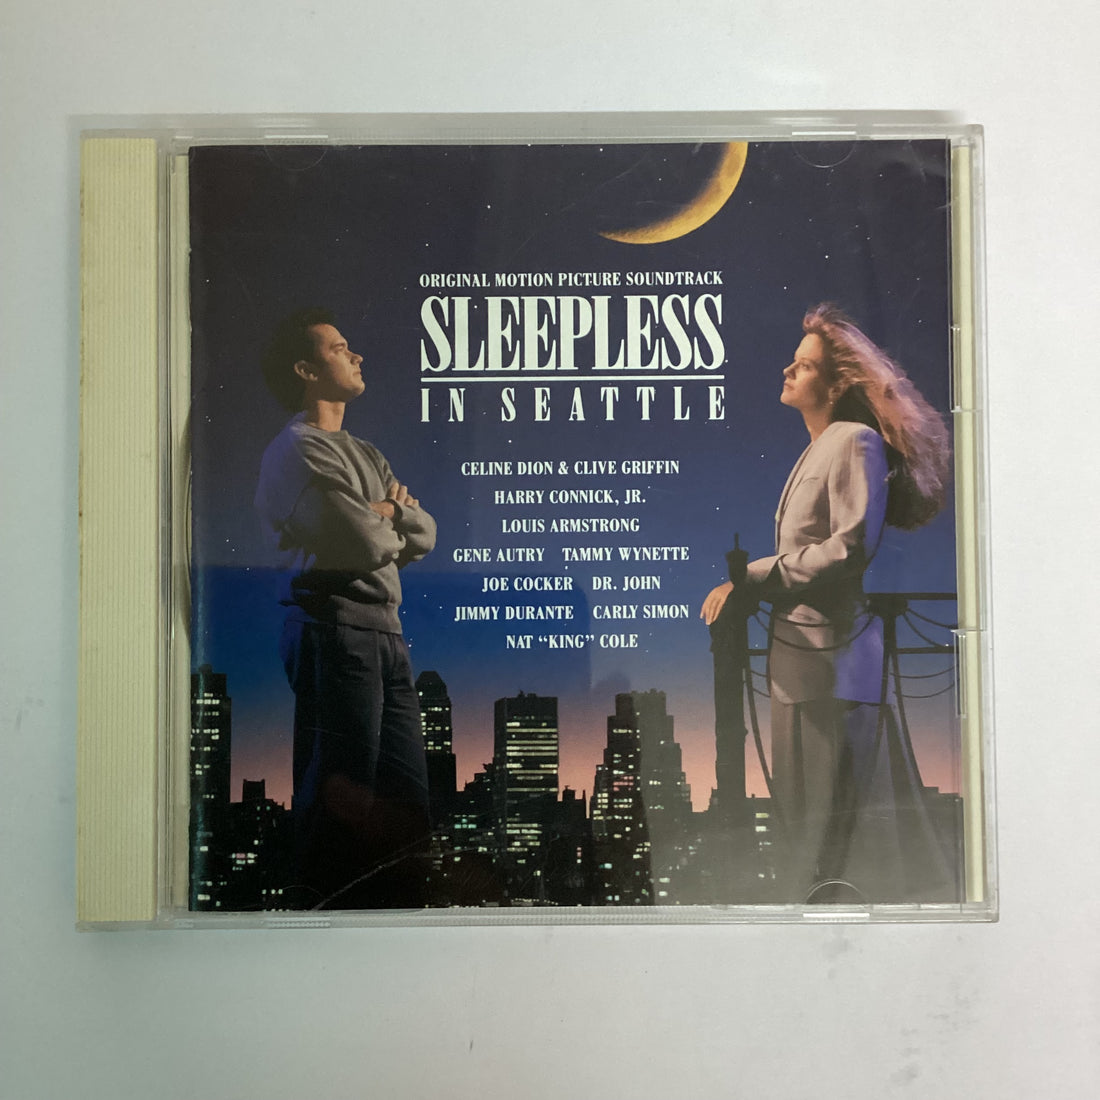 ORIGINAL MOTION PICTURE SOUNDTRACK
SLEEPLESS
IN SEATTLE
CELINE DION & CLIVE GRIFFIN
HARRY CONNICK, JR.
LOUIS ARMSTRONG
GENE AUTRY TAMMY WYNETTE
JOE COCKER DR. JOHN
JIMMY DURANTE CARLY SIMON
NAT “KING” COLE